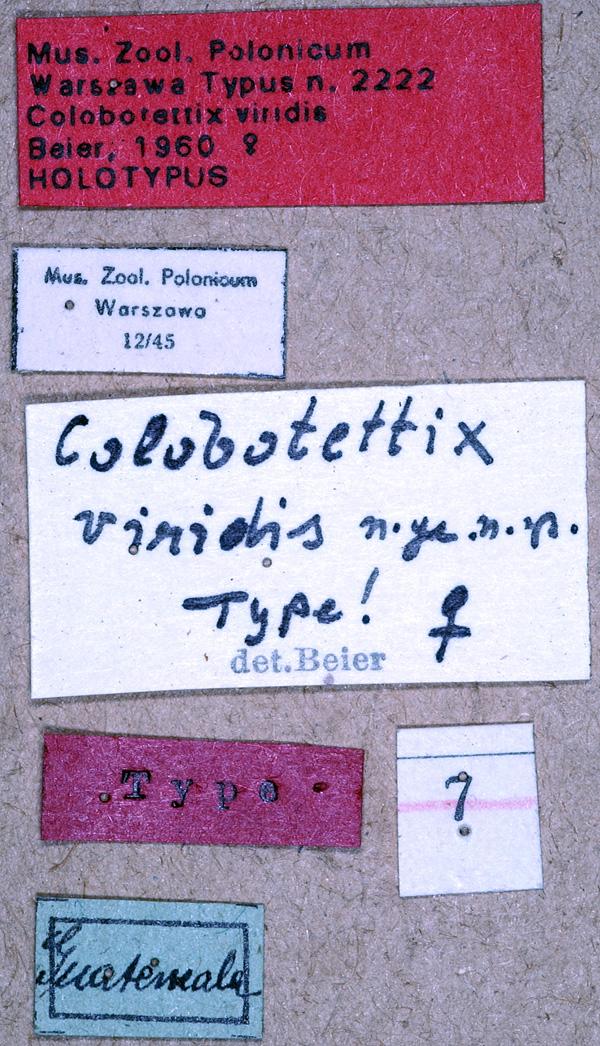 Mus. Zool. Polonicum
Warszawa Typus n. 2222
Colobotettix viridis
Beier, 1960 ♀
HOLOTYPUS
Mus. Zool. Polonicum
Warszawa
12/45
Colobotettix
viridis n.ge.n.sp.
Type! ♀
det.Beier
Type
7
Guatemala